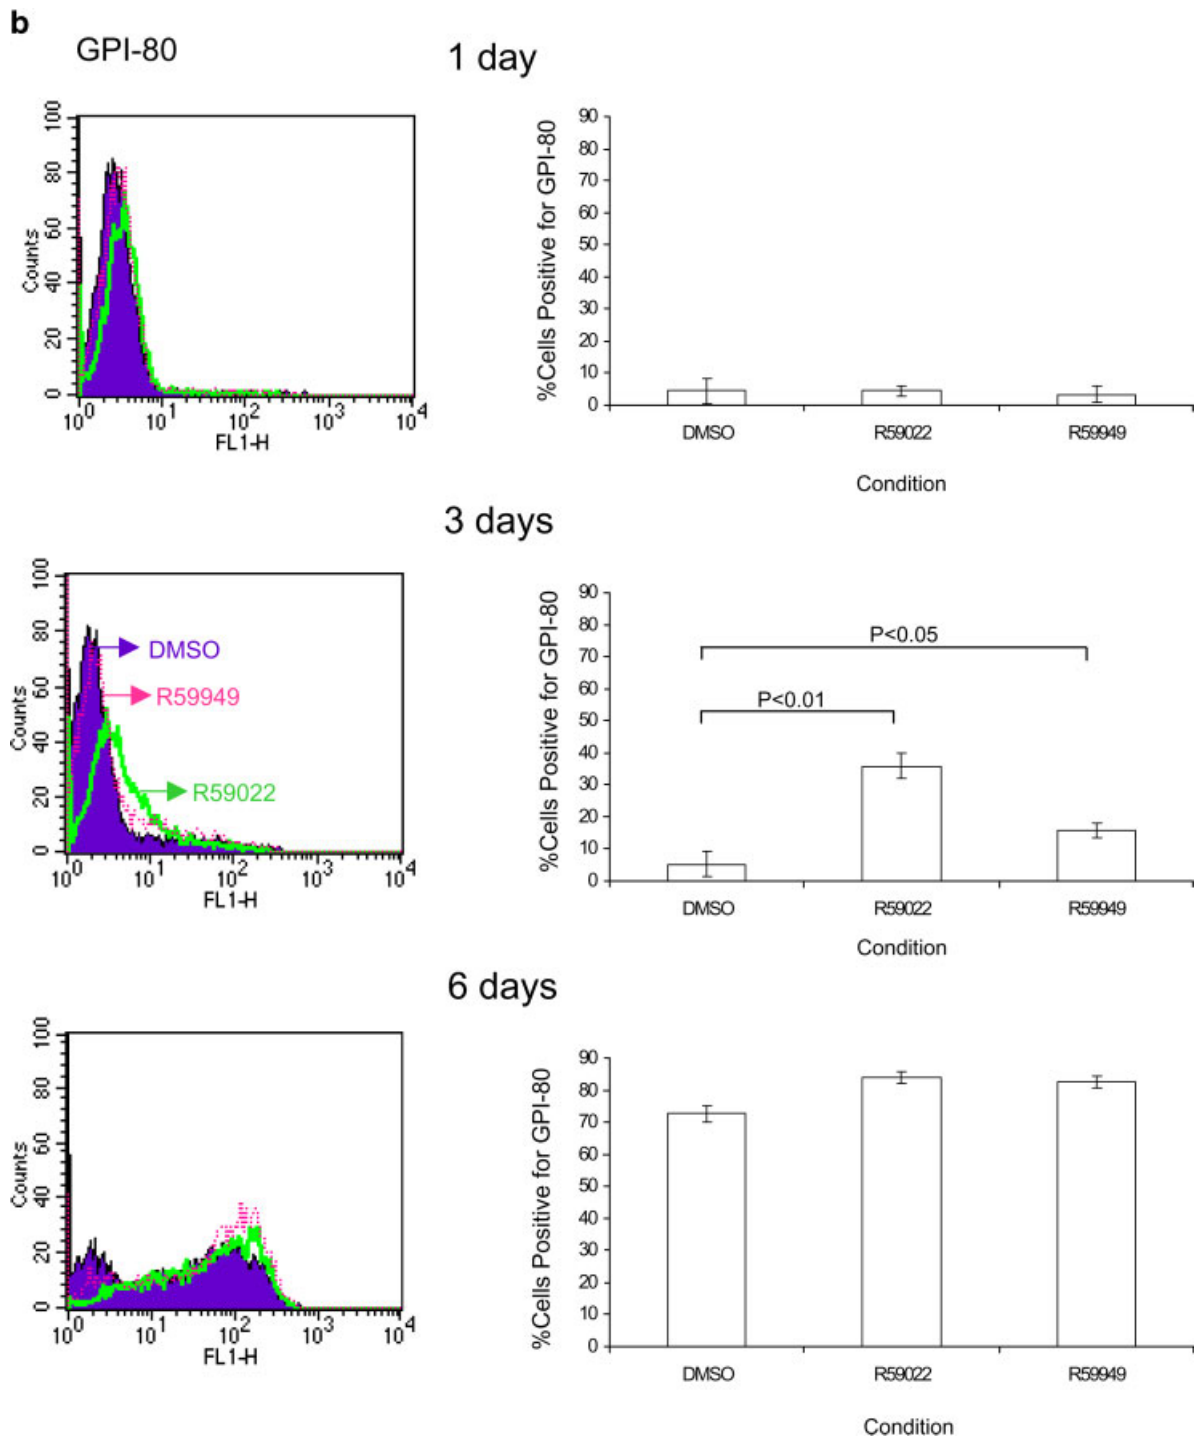 b
GPI-80
1 day
Counts
100
80
60
40
20
0
10^0 10^1 10^2 10^3 10^4
FL1-H
%Cells Positive for GPI-80
90
80
70
60
50
40
30
20
10
0
DMSO R59022 R59949
Condition
3 days
Counts
100
80
60
40
20
0
DMSO
R59949
R59022
10^0 10^1 10^2 10^3 10^4
FL1-H
%Cells Positive for GPI-80
90
80
70
60
50
40
30
20
10
0
P<0.05
P<0.01
DMSO R59022 R59949
Condition
6 days
Counts
100
80
60
40
20
0
10^0 10^1 10^2 10^3 10^4
FL1-H
%Cells Positive for GPI-80
90
80
70
60
50
40
30
20
10
0
DMSO R59022 R59949
Condition